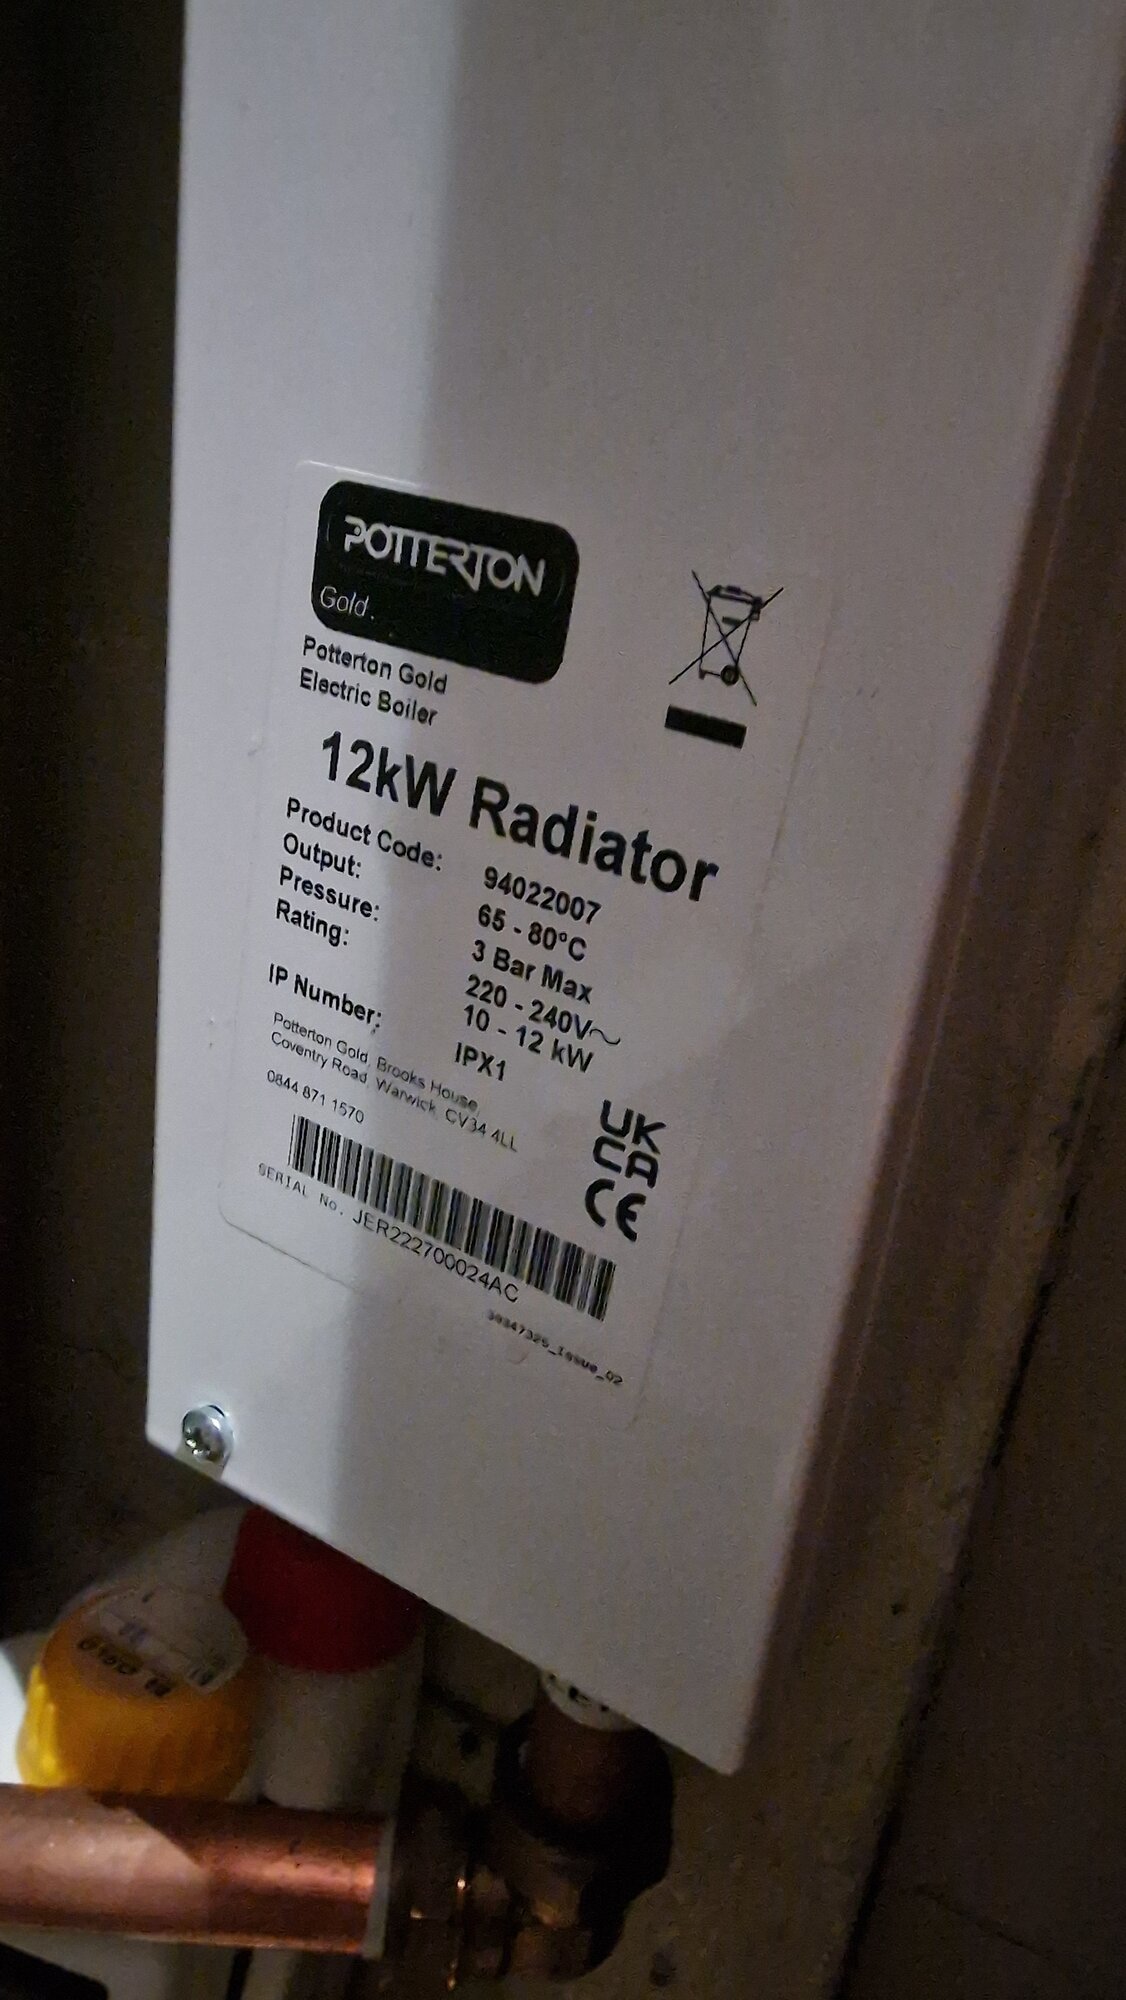 POTTERTON
Gold.
Potterton Gold
Electric Boiler
12kW Radiator
Product Code: 94022007
Output: 65 - 80°C
Pressure: 3 Bar Max
Rating: 220 - 240V~
10 - 12 kW
IP Number: IPX1
Potterton Gold, Brooks House,
Coventry Road, Warwick, CV34 4LL
0844 871 1570
UK
CA
CE
SERIAL No. JER222700024AC